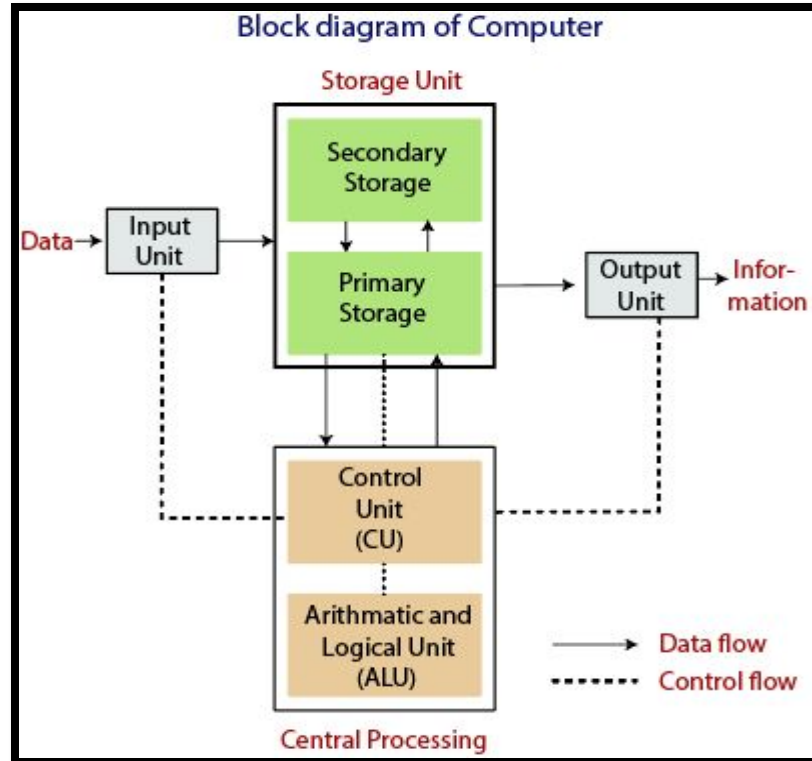 Block diagram of Computer
Storage Unit
Secondary
Storage
Data
Input
Unit
Primary
Storage
Output
Unit
Infor-
mation
Control
Unit
(CU)
Arithmatic and
Logical Unit
(ALU)
Data flow
Control flow
Central Processing